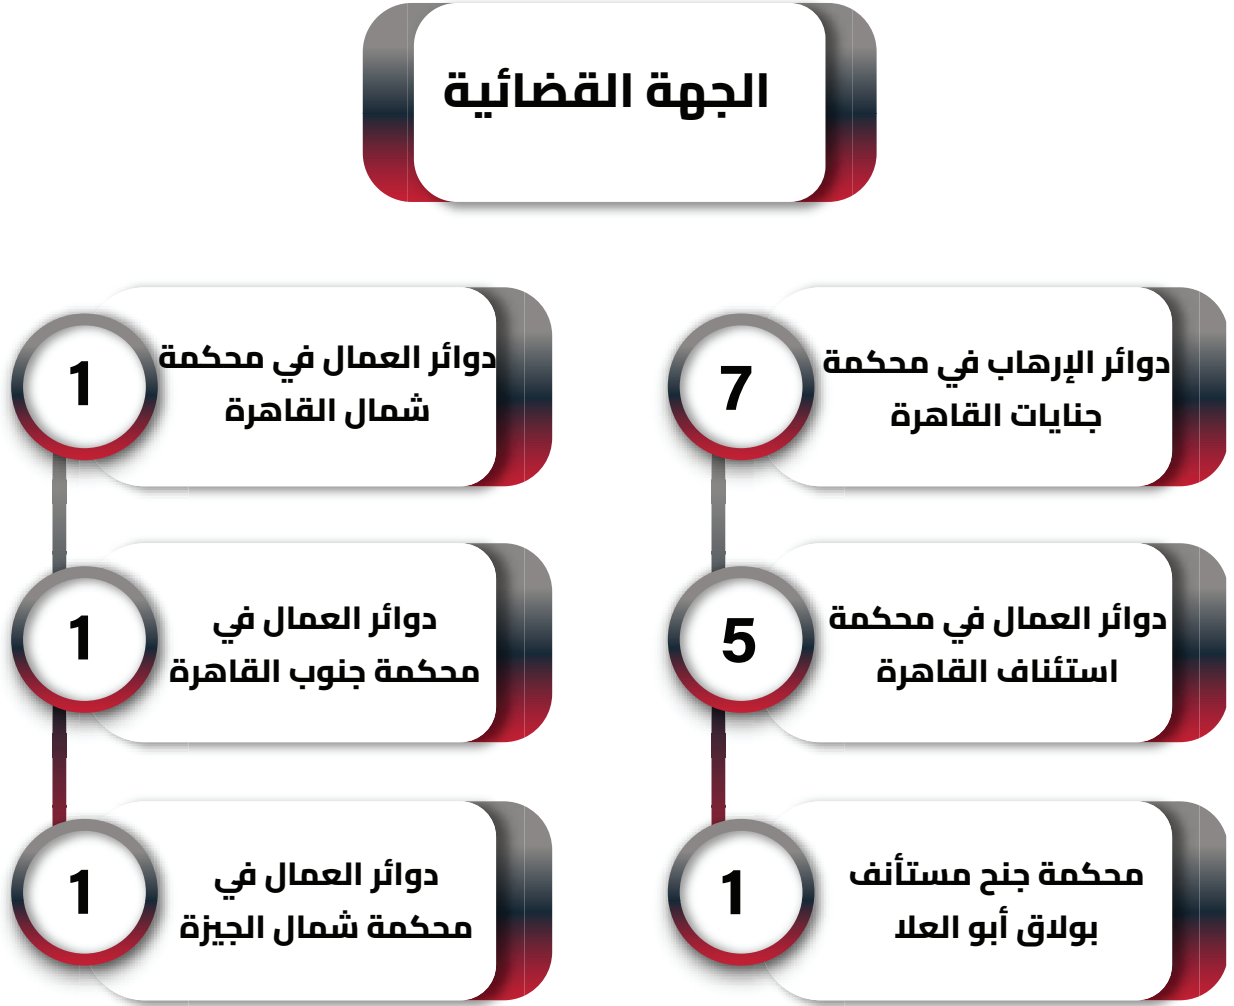 الجهة القضائية
دوائر الإرهاب في محكمة
جنايات القاهرة
7
دوائر العمال في محكمة
استئناف القاهرة
5
محكمة جنح مستأنف
بولاق أبو العلا
1
دوائر العمال في محكمة
شمال القاهرة
1
دوائر العمال في
محكمة جنوب القاهرة
1
دوائر العمال في
محكمة شمال الجيزة
1